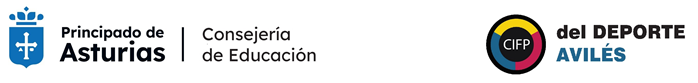 Principado de
Asturias
Consejería
de Educación
CIFP
del DEPORTE
AVILÉS